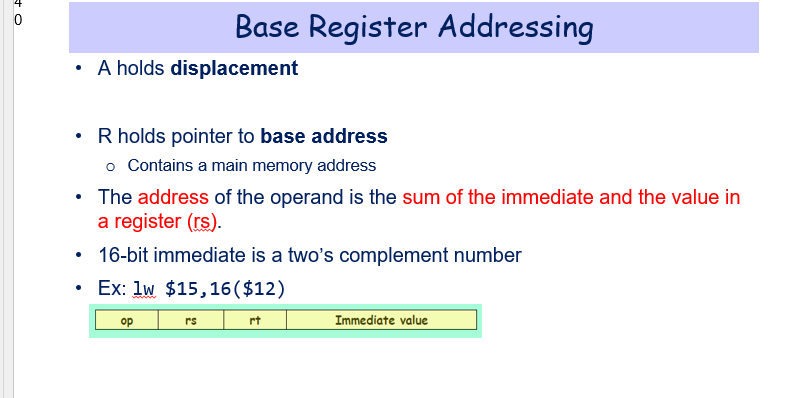 4
0
Base Register Addressing
• A holds displacement
• R holds pointer to base address
o Contains a main memory address
• The address of the operand is the sum of the immediate and the value in
a register (rs).
• 16-bit immediate is a two’s complement number
• Ex: lw $15,16($12)
op rs rt Immediate value